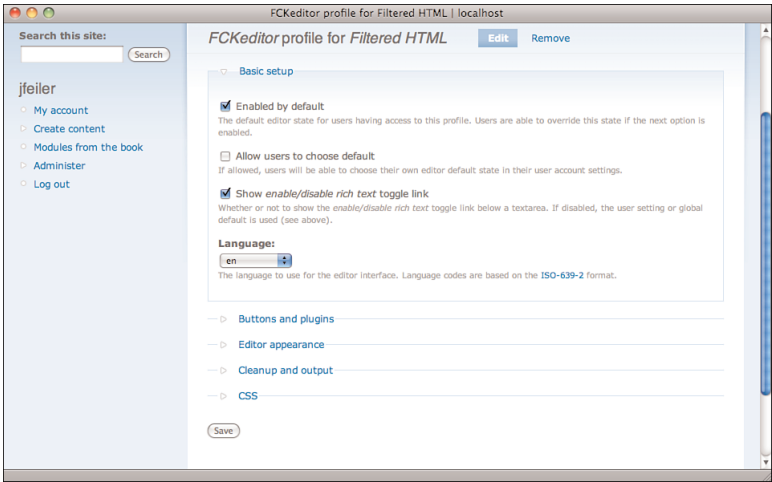 FCKeditor profile for Filtered HTML | localhost
Search this site:
Search
jfeiler
My account
Create content
Modules from the book
Administer
Log out
FCKeditor profile for Filtered HTML
Edit
Remove
Basic setup
Enabled by default
The default editor state for users having access to this profile. Users are able to override this state if the next option is
enabled.
Allow users to choose default
If allowed, users will be able to choose their own editor default state in their user account settings.
Show enable/disable rich text toggle link
Whether or not to show the enable/disable rich text toggle link below a textarea. If disabled, the user setting or global
default is used (see above).
Language:
en
The language to use for the editor interface. Language codes are based on the ISO-639-2 format.
Buttons and plugins
Editor appearance
Cleanup and output
CSS
Save